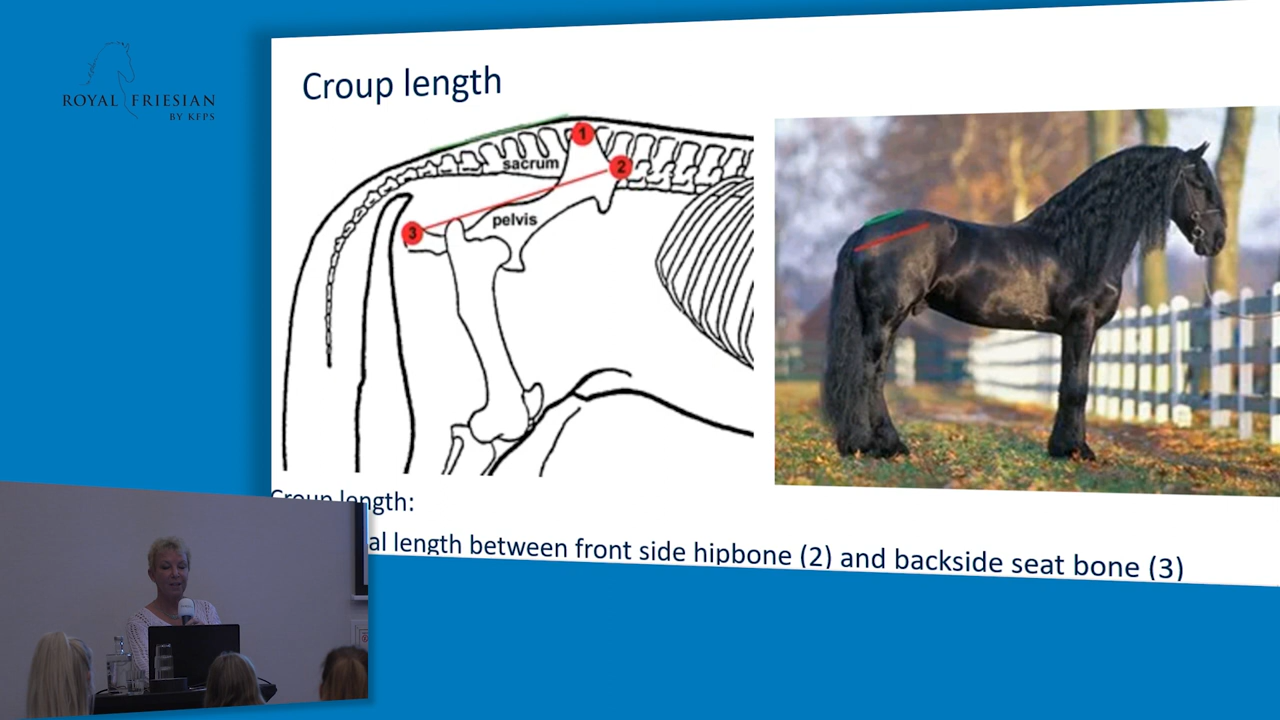 ROYAL FRIESIAN
BY KFPS
Croup length
1
2
sacrum
pelvis
3
Croup length:
al length between front side hipbone (2) and backside seat bone (3)